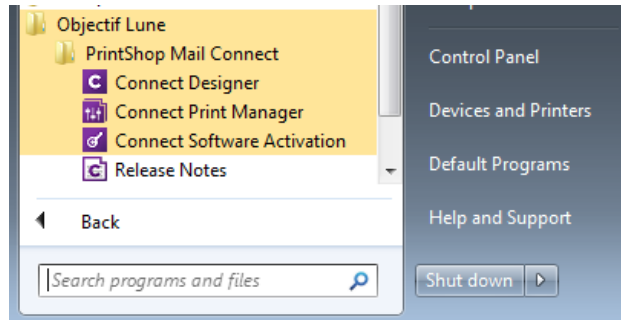 Objectif Lune
PrintShop Mail Connect
Connect Designer
Connect Print Manager
Connect Software Activation
Release Notes
Back
Search programs and files
Control Panel
Devices and Printers
Default Programs
Help and Support
Shut down